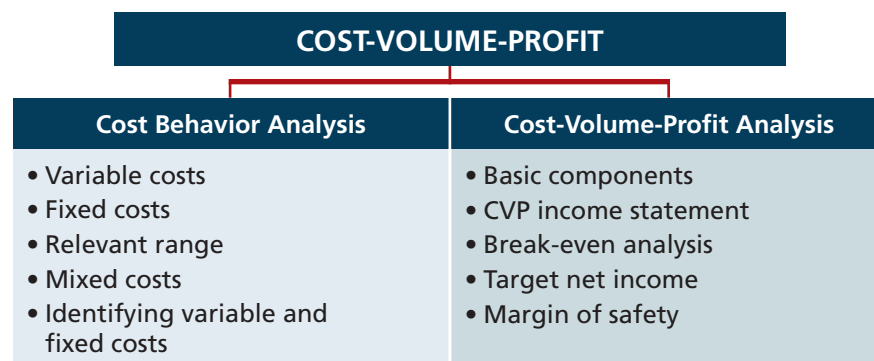 COST-VOLUME-PROFIT
Cost Behavior Analysis
• Variable costs
• Fixed costs
• Relevant range
• Mixed costs
• Identifying variable and
fixed costs
Cost-Volume-Profit Analysis
• Basic components
• CVP income statement
• Break-even analysis
• Target net income
• Margin of safety